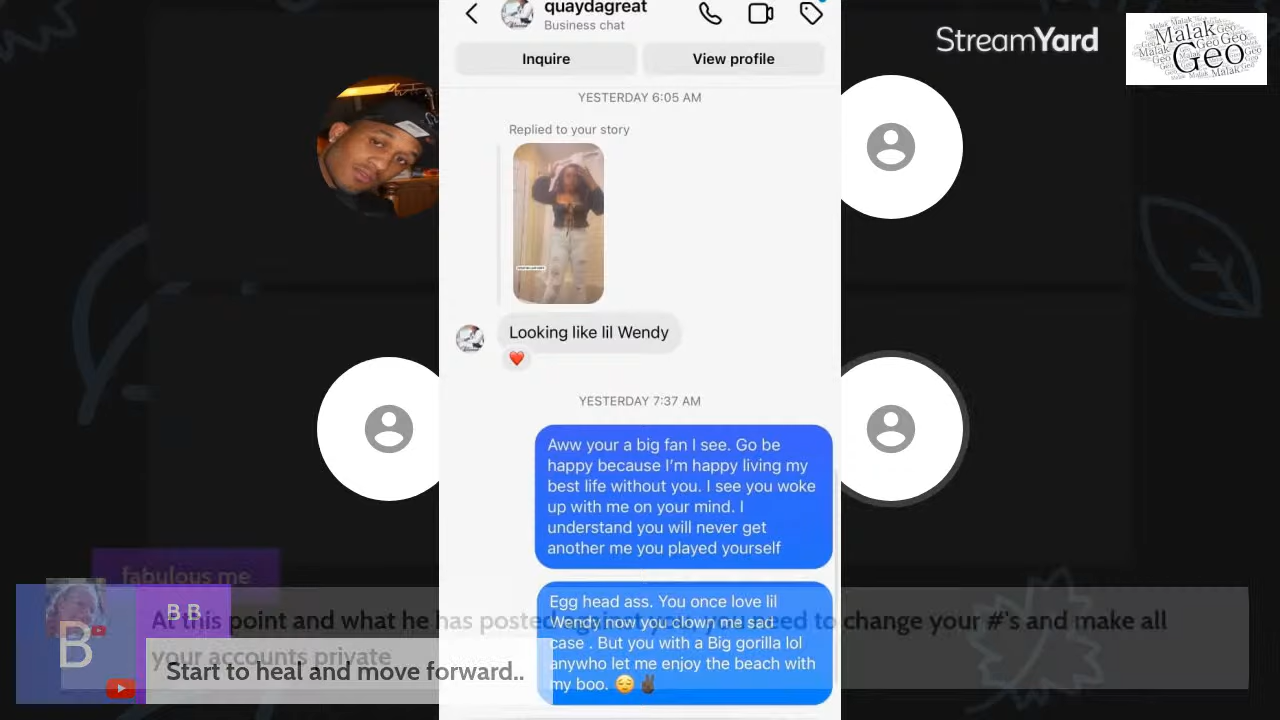 quaydagreat
Business chat
Inquire
View profile
YESTERDAY 6:05 AM
Replied to your story
Looking like lil Wendy
YESTERDAY 7:37 AM
Aww your a big fan I see. Go be
happy because I'm happy living my
best life without you. I see you woke
up with me on your mind. I
understand you will never get
another me you played yourself
Egg head ass. You once love lil
Wendy now you clown me sad
case . But you with a Big gorilla lol
anywho let me enjoy the beach with
my boo. 😔 ✌🏿
StreamYard
Malak
Geo
fabulous me
At this point and what he has posted you need to change your #'s and make all
your accounts private
B B
B
Start to heal and move forward..